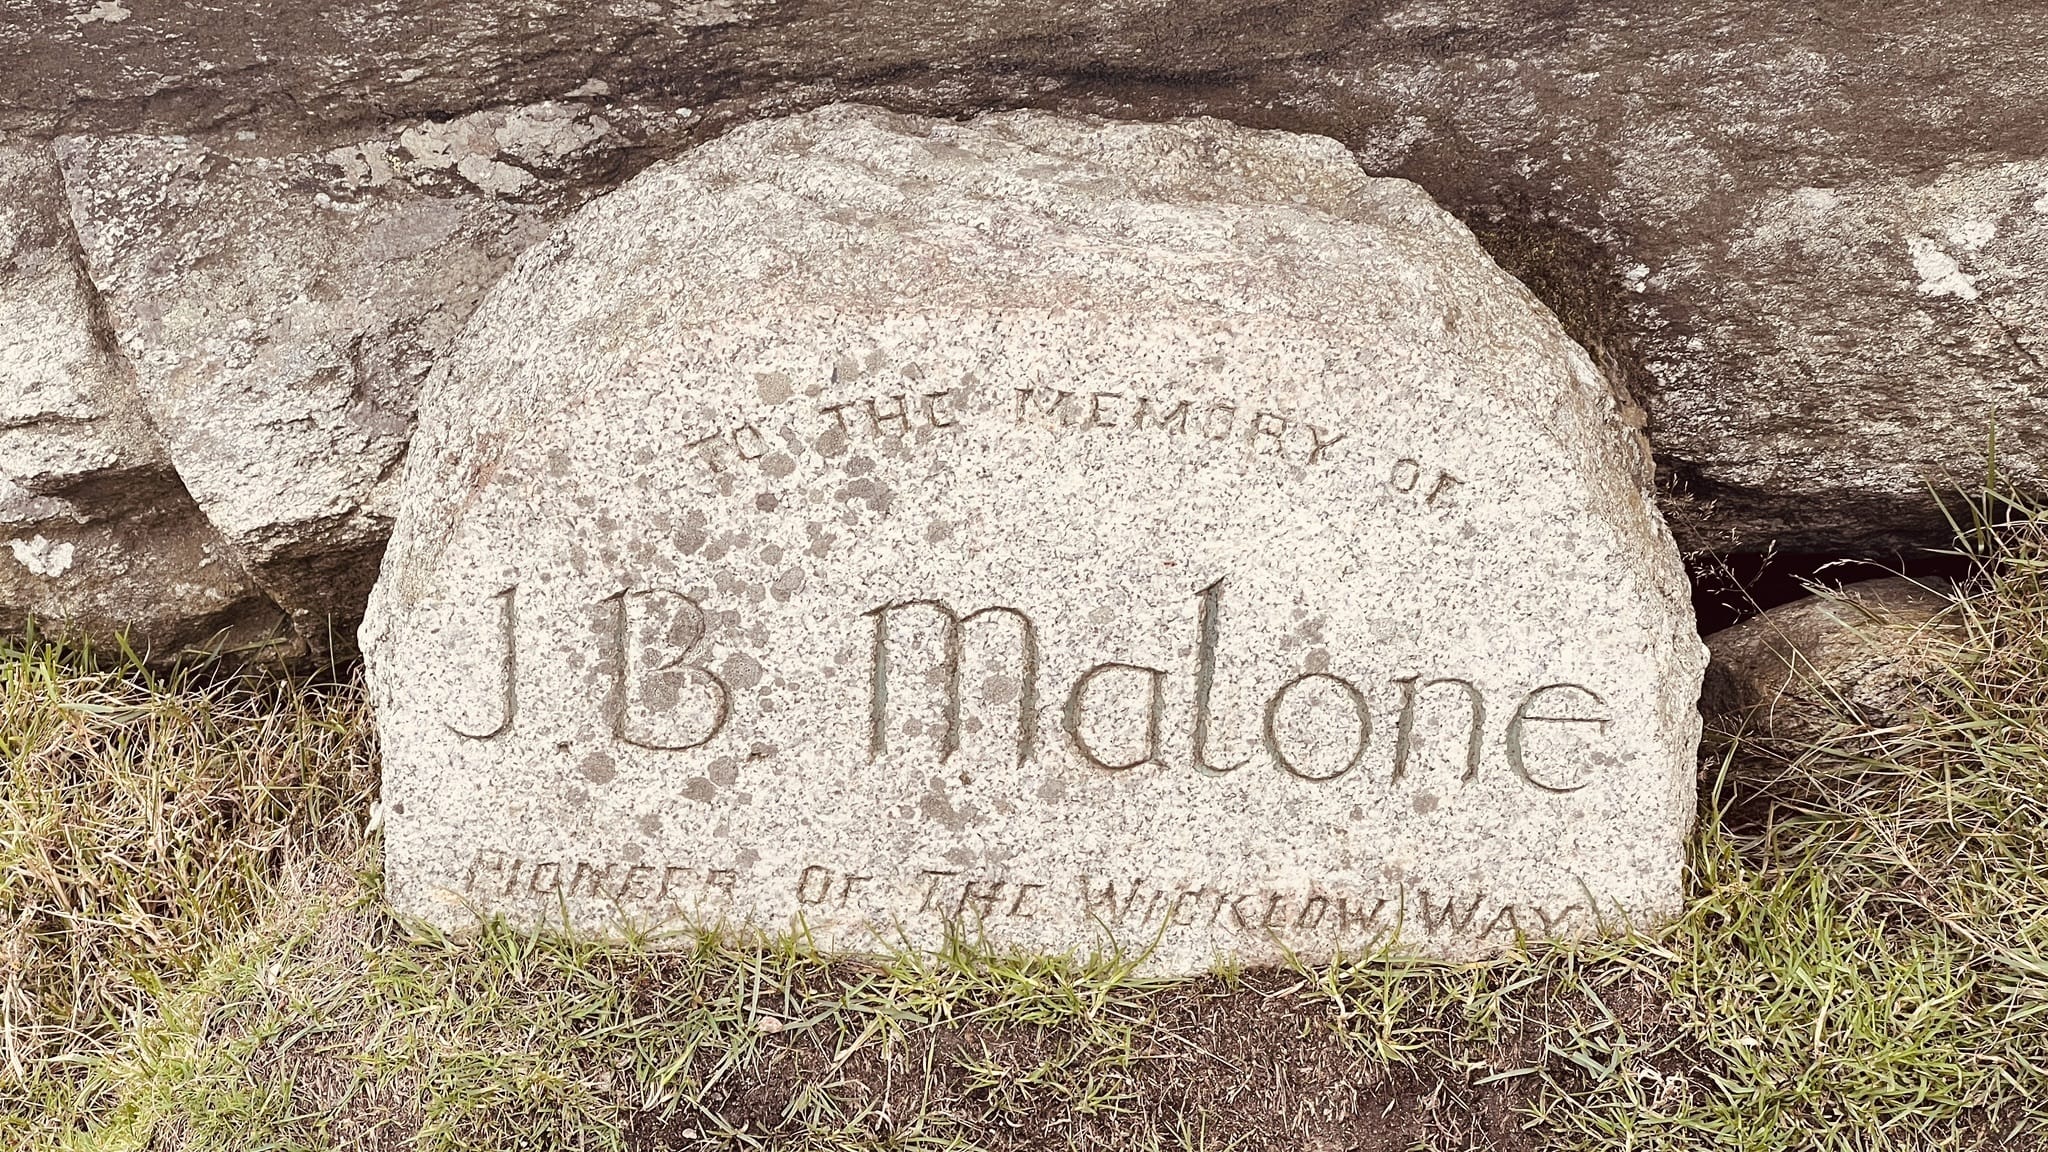 TO THE MEMORY OF
J B Malone
PIONEER OF THE WICKLOW WAY